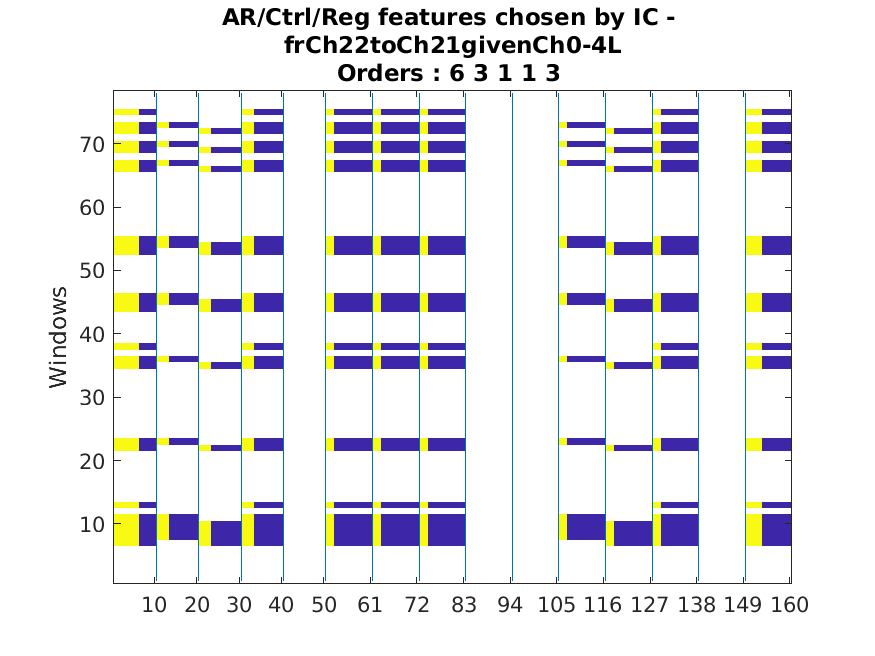 AR/Ctrl/Reg features chosen by IC -
frCh22toCh21givenCh0-4L
Orders : 6 3 1 1 3
70
60
50
40
30
20
10
Windows
10 20 30 40 50 61 72 83 94 105 116 127 138 149 160